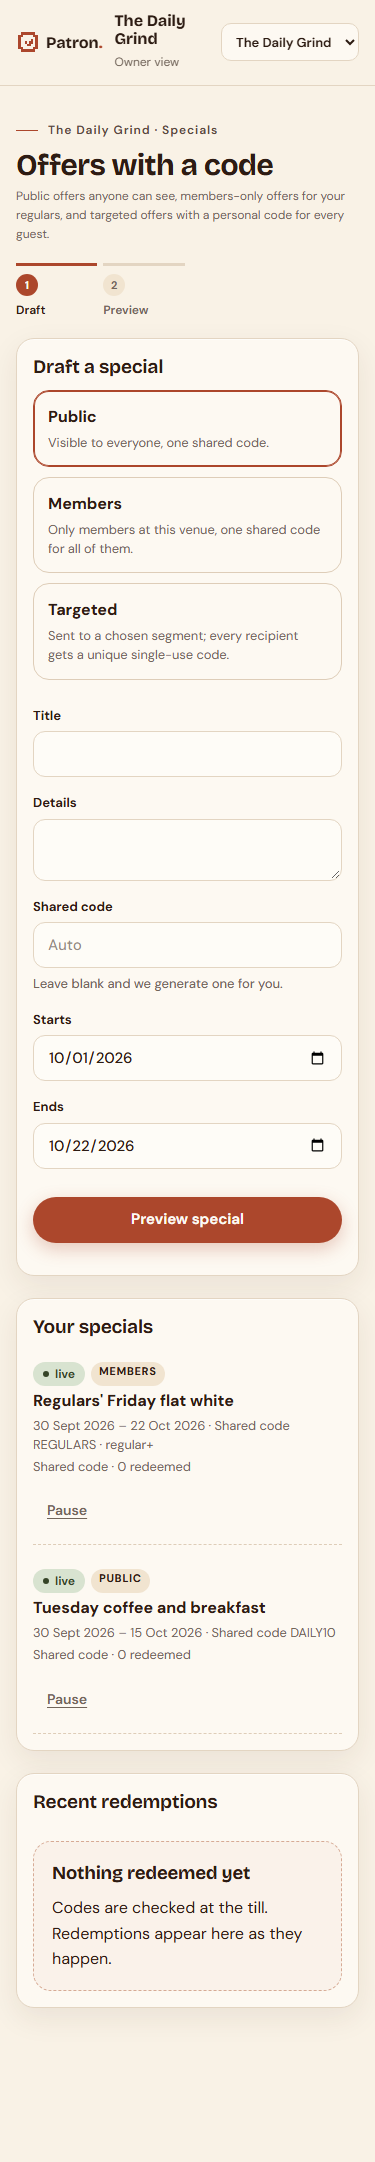 Patron.
The Daily
Grind
Owner view
The Daily Grind
The Daily Grind · Specials
Offers with a code
Public offers anyone can see, members-only offers for your
regulars, and targeted offers with a personal code for every
guest.
1
Draft
2
Preview
Draft a special
Public
Visible to everyone, one shared code.
Members
Only members at this venue, one shared code
for all of them.
Targeted
Sent to a chosen segment; every recipient
gets a unique single-use code.
Title
Details
Shared code
Auto
Leave blank and we generate one for you.
Starts
10/01/2026
Ends
10/22/2026
Preview special
Your specials
live
MEMBERS
Regulars' Friday flat white
30 Sept 2026 – 22 Oct 2026 · Shared code
REGULARS · regular+
Shared code · 0 redeemed
Pause
live
PUBLIC
Tuesday coffee and breakfast
30 Sept 2026 – 15 Oct 2026 · Shared code DAILY10
Shared code · 0 redeemed
Pause
Recent redemptions
Nothing redeemed yet
Codes are checked at the till.
Redemptions appear here as they
happen.